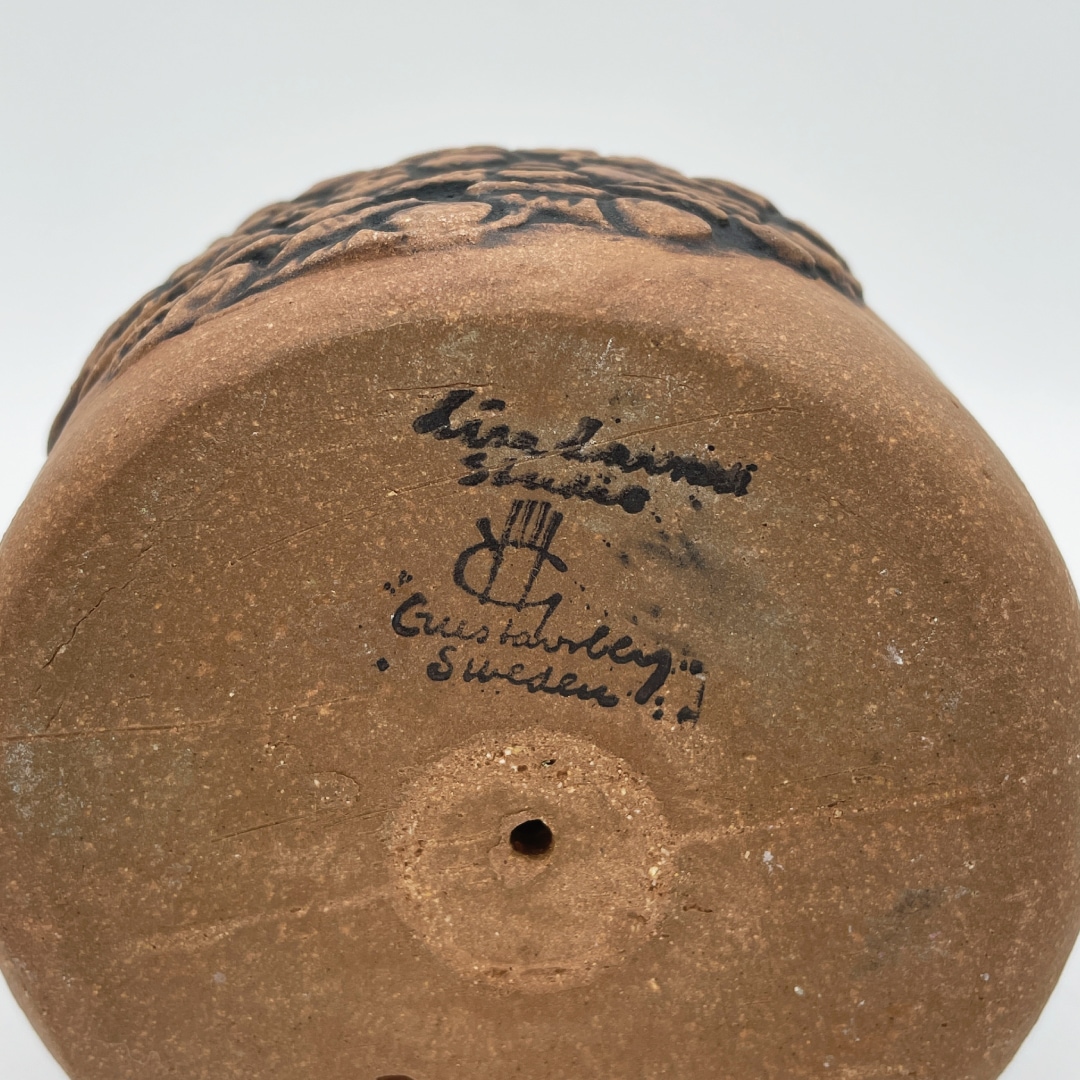 Lisa Larson
Studio
"Gustavsberg"
Sweden